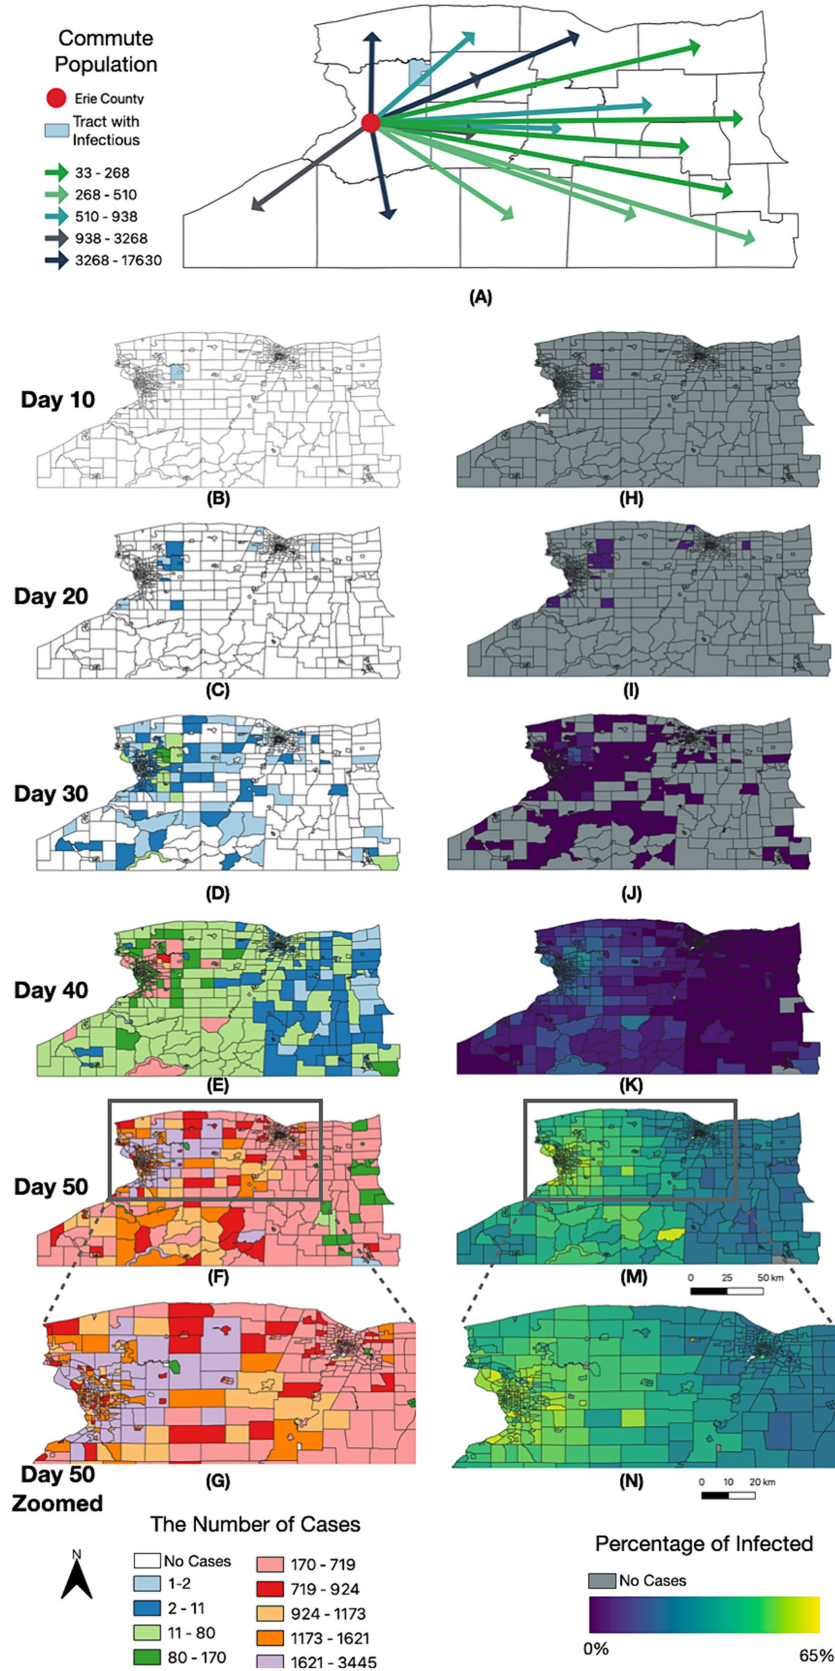 Commute
Population
Erie County
Tract with
Infectious
33 - 268
268 - 510
510 - 938
938 - 3268
3268 - 17630
(A)
Day 10
(B)
(H)
Day 20
(C)
(I)
Day 30
(D)
(J)
Day 40
(E)
(K)
Day 50
(F)
(M)
0 25 50 km
Day 50
Zoomed
(G)
(N)
0 10 20 km
The Number of Cases
N
No Cases
1-2
2 - 11
11 - 80
80 - 170
170 - 719
719 - 924
924 - 1173
1173 - 1621
1621 - 3445
Percentage of Infected
No Cases
0% 65%